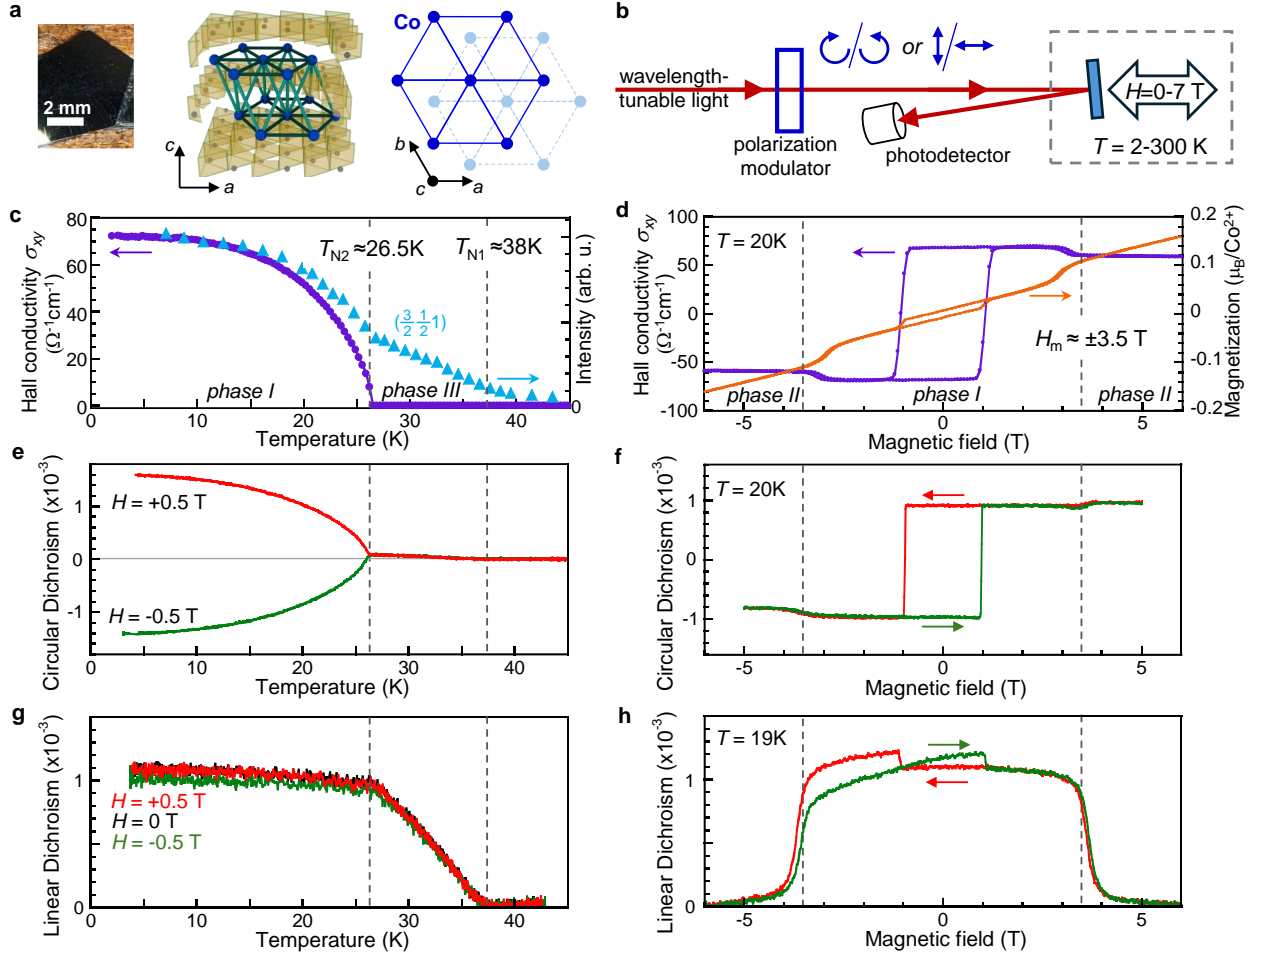 a
2 mm
c
a
Co
b
c
a
b
wavelength-
tunable light
or
polarization
modulator
photodetector
H=0-7 T
T = 2-300 K
c
Hall conductivity σxy
(Ω-1cm-1)
80
60
40
20
0
TN2 ≈26.5K
TN1 ≈38K
(3/2 1/2 1)
phase I
phase III
0
Intensity (arb. u.)
0
10
20
30
40
Temperature (K)
d
Hall conductivity σxy
(Ω-1cm-1)
100
50
0
-50
-100
T = 20K
Hm ≈ ±3.5 T
phase II
phase I
phase II
0.2
0.1
0
-0.1
-0.2
Magnetization (μB/Co2+)
-5
0
5
Magnetic field (T)
e
Circular Dichroism (x10-3)
1
0
-1
H = +0.5 T
H = -0.5 T
0
10
20
30
40
Temperature (K)
f
Circular Dichroism (x10-3)
1
0
-1
T = 20K
-5
0
5
Magnetic field (T)
g
Linear Dichroism (x10-3)
1
0
H = +0.5 T
H = 0 T
H = -0.5 T
0
10
20
30
40
Temperature (K)
h
Linear Dichroism (x10-3)
1
0
T = 19K
-5
0
5
Magnetic field (T)